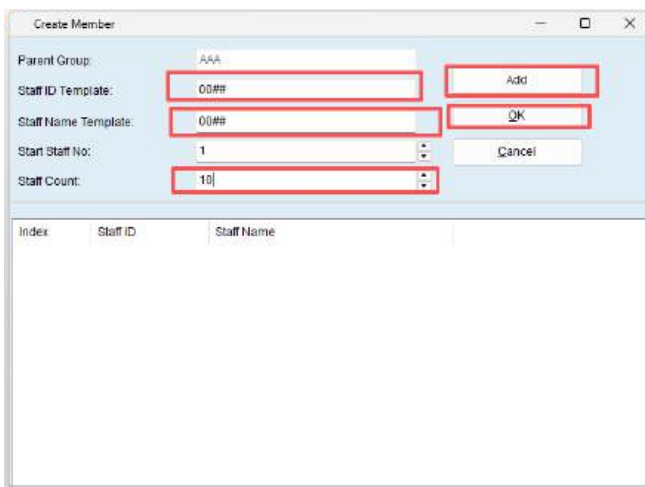 Create Member
Parent Group: AAA
Staff ID Template: 00## Add
Staff Name Template: 00## OK
Start Staff No: 1 Cancel
Staff Count: 10
Index Staff ID Staff Name